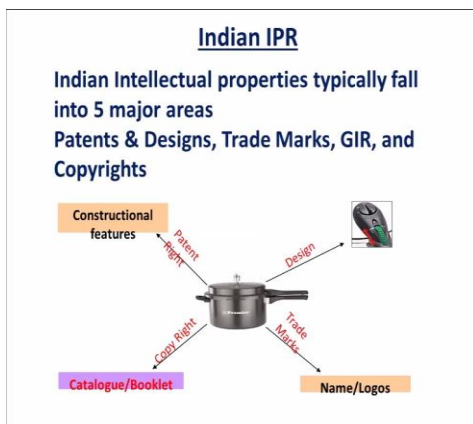 Indian IPR
Indian Intellectual properties typically fall
into 5 major areas
Patents & Designs, Trade Marks, GIR, and
Copyrights
Constructional
features
Patent
Right
Design
Copy Right
Trade
Marks
Catalogue/Booklet
Name/Logos